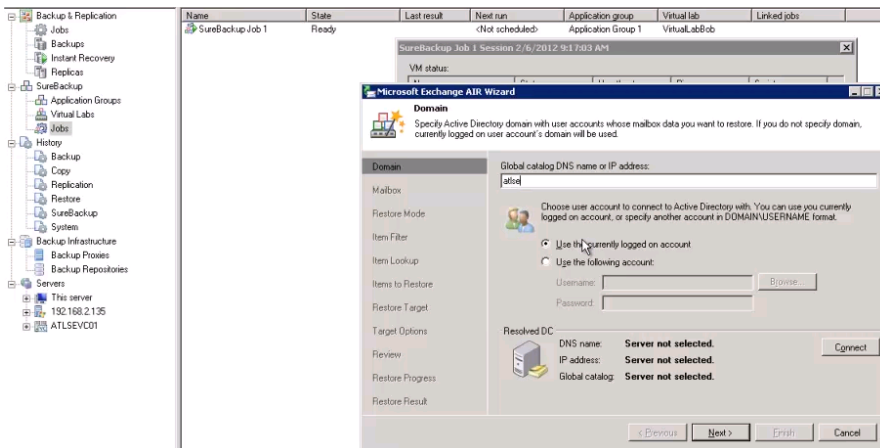 Backup & Replication
Jobs
Backups
Instant Recovery
Replicas
SureBackup
Application Groups
Virtual Labs
Jobs
History
Backup
Copy
Replication
Restore
SureBackup
System
Backup Infrastructure
Backup Proxies
Backup Repositories
Servers
This server
192.168.2.135
ATLSEVC01
Name State Last result Next run Application group Virtual lab Linked jobs
SureBackup Job 1 Ready <Not scheduled> Application Group 1 VirtualLabBob
SureBackup Job 1 Session 2/6/2012 9:17:03 AM
VM status:
Microsoft Exchange AIR Wizard
Domain
Specify Active Directory domain with user accounts whose mailbox data you want to restore. If you do not specify domain,
currently logged on user account's domain will be used.
Domain
Mailbox
Restore Mode
Item Filter
Item Lookup
Items to Restore
Restore Target
Target Options
Review
Restore Progress
Restore Result
Global catalog DNS name or IP address:
atlse
Choose user account to connect to Active Directory with. You can use you currently
logged on account, or specify another account in DOMAIN\USERNAME format.
Use the currently logged on account
Use the following account:
Username: Browse...
Password:
Resolved DC
DNS name: Server not selected.
IP address: Server not selected.
Global catalog: Server not selected.
Connect
< Previous Next > Finish Cancel